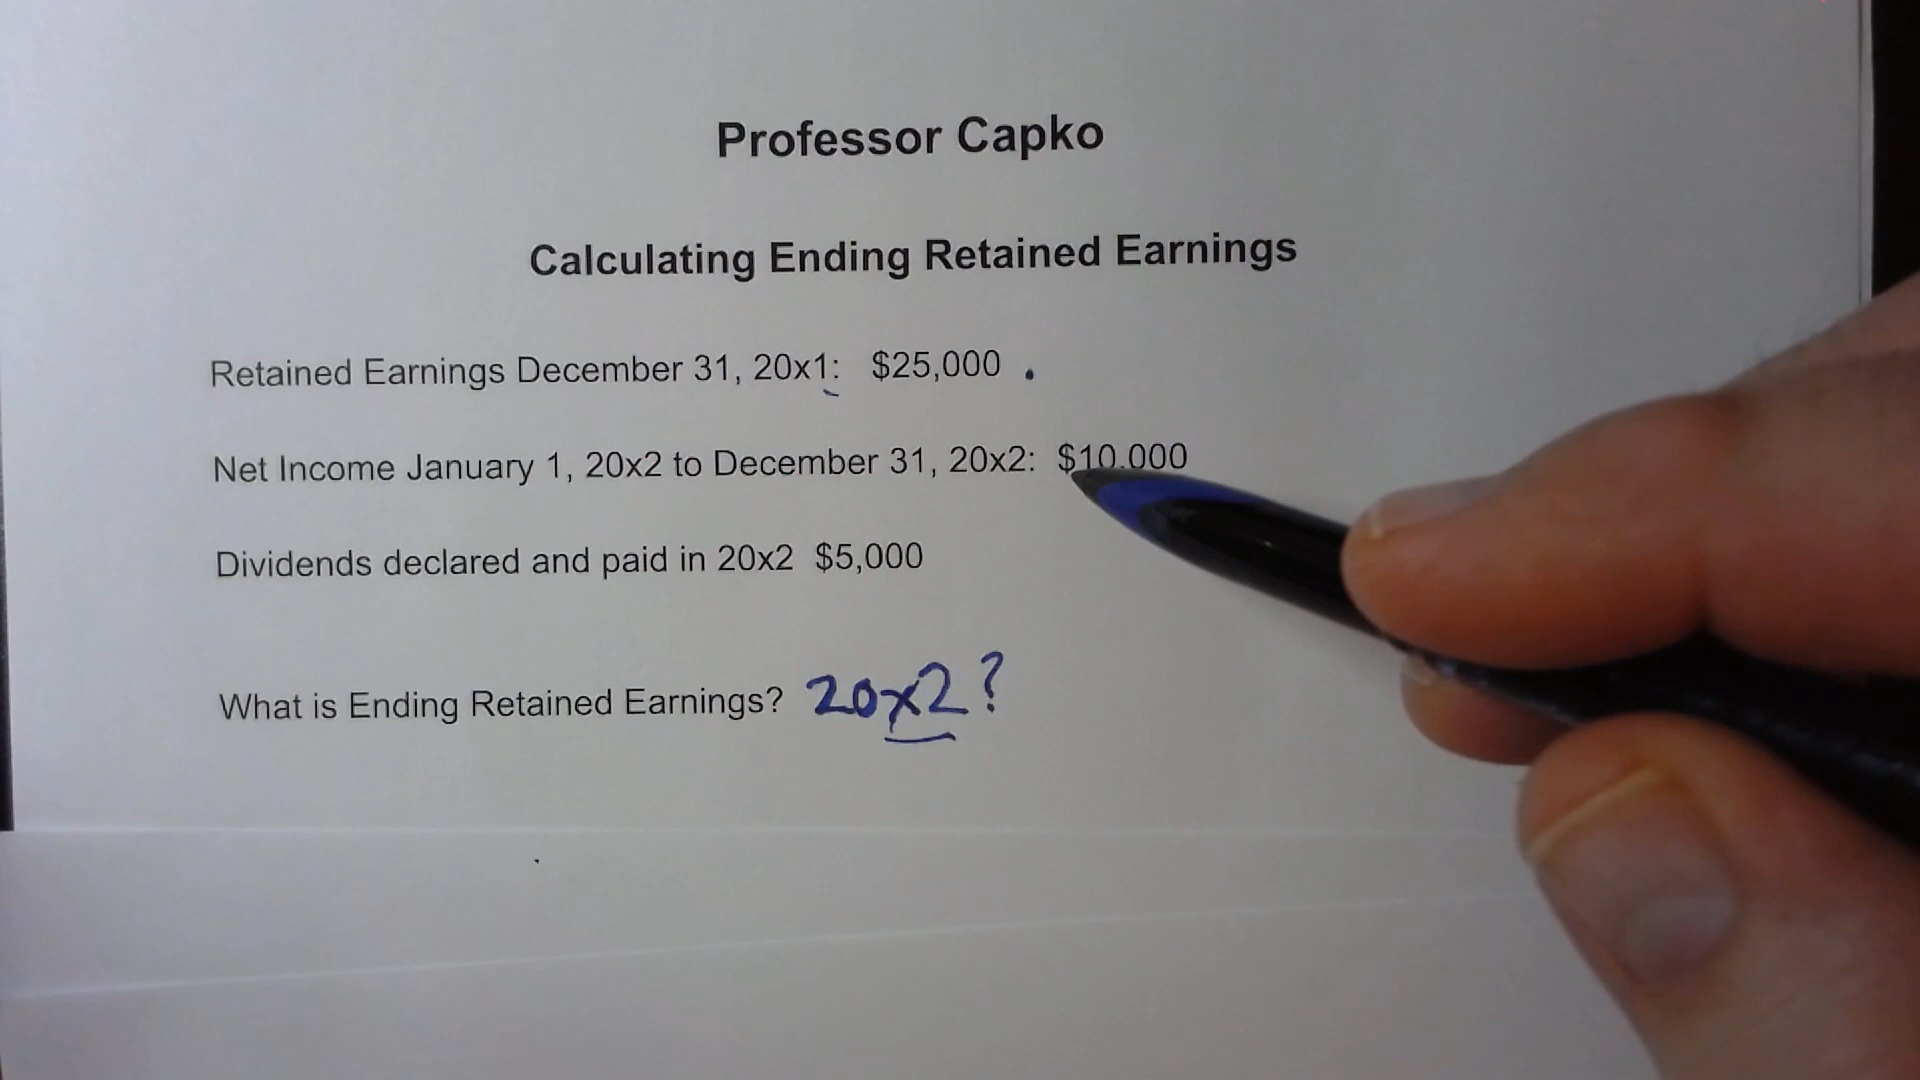 Professor Capko
Calculating Ending Retained Earnings
Retained Earnings December 31, 20x1: $25,000
Net Income January 1, 20x2 to December 31, 20x2: $10,000
Dividends declared and paid in 20x2 $5,000
What is Ending Retained Earnings? 20x2?